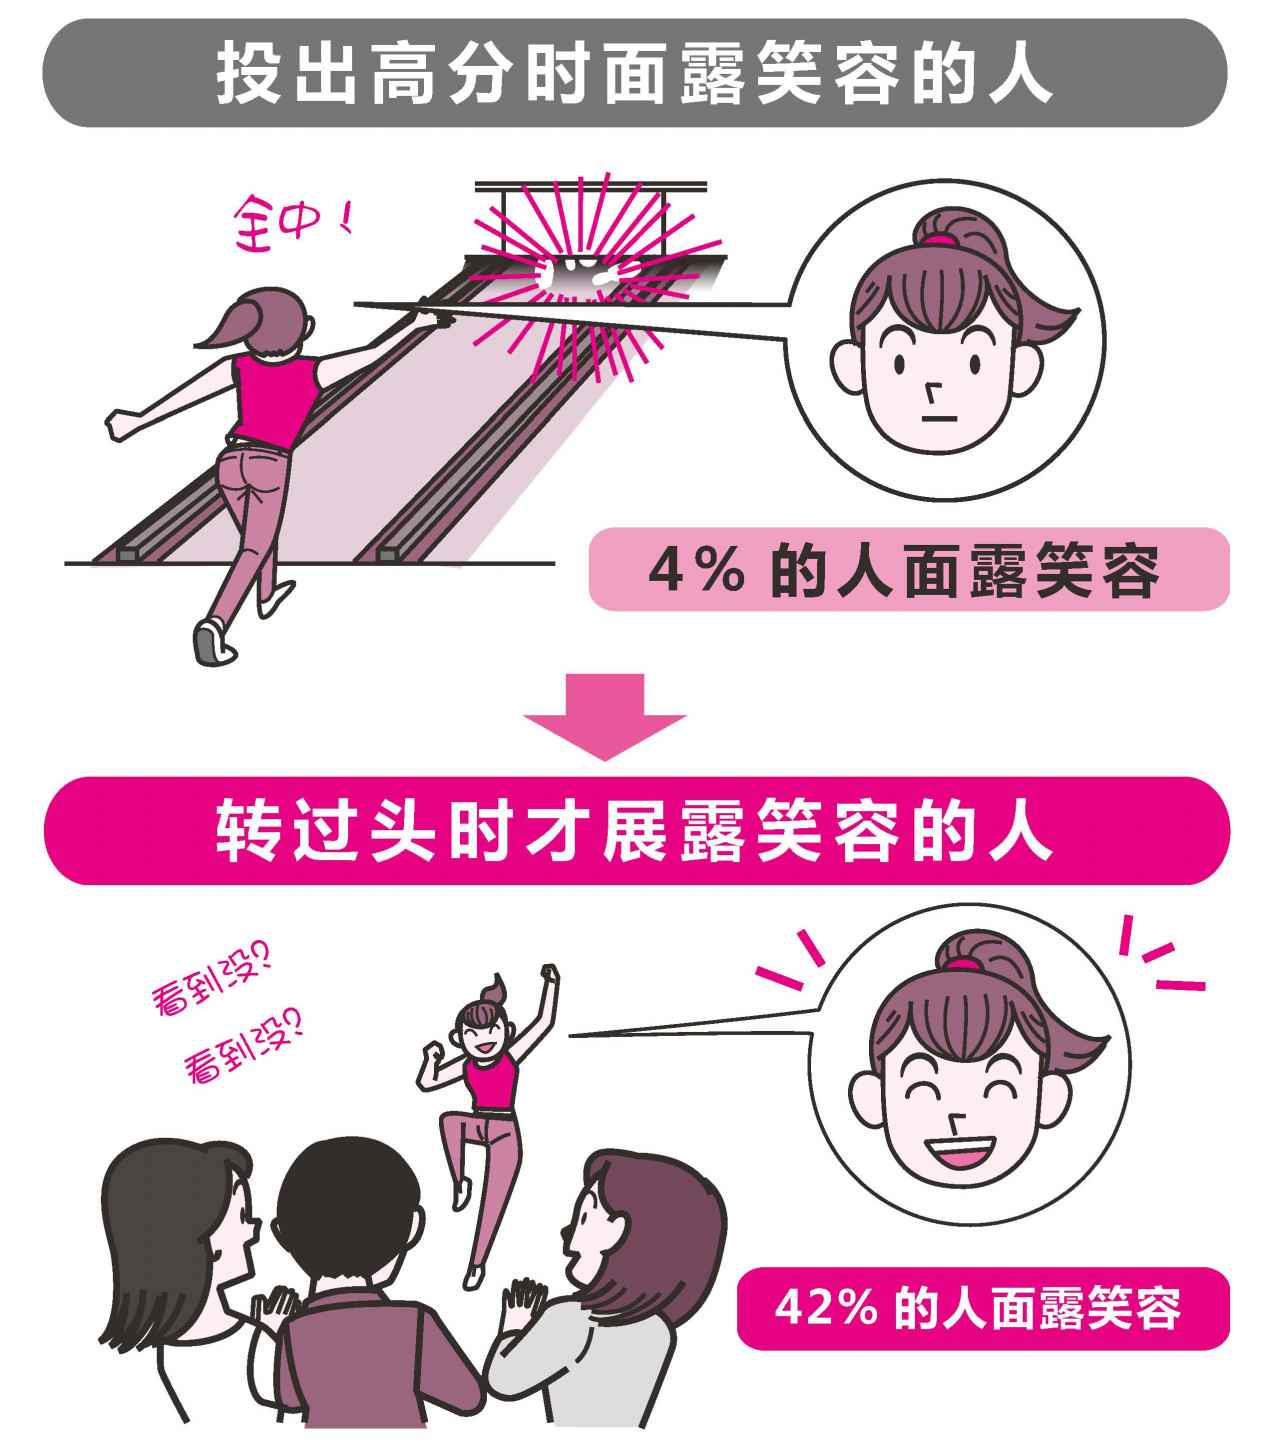 投出高分时面露笑容的人
全中！
4% 的人面露笑容
转过头时才展露笑容的人
看到没？
看到没？
42% 的人面露笑容